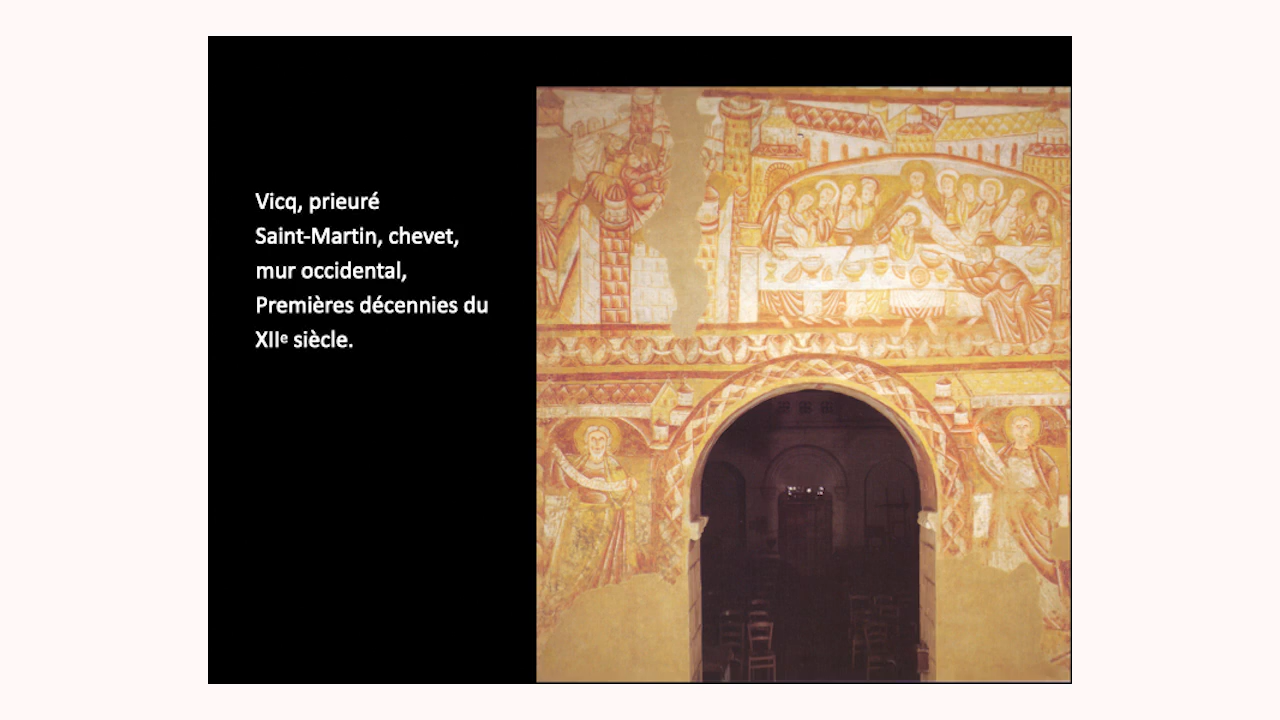 Vicq, prieuré
Saint-Martin, chevet,
mur occidental,
Premières décennies du
XIIᵉ siècle.